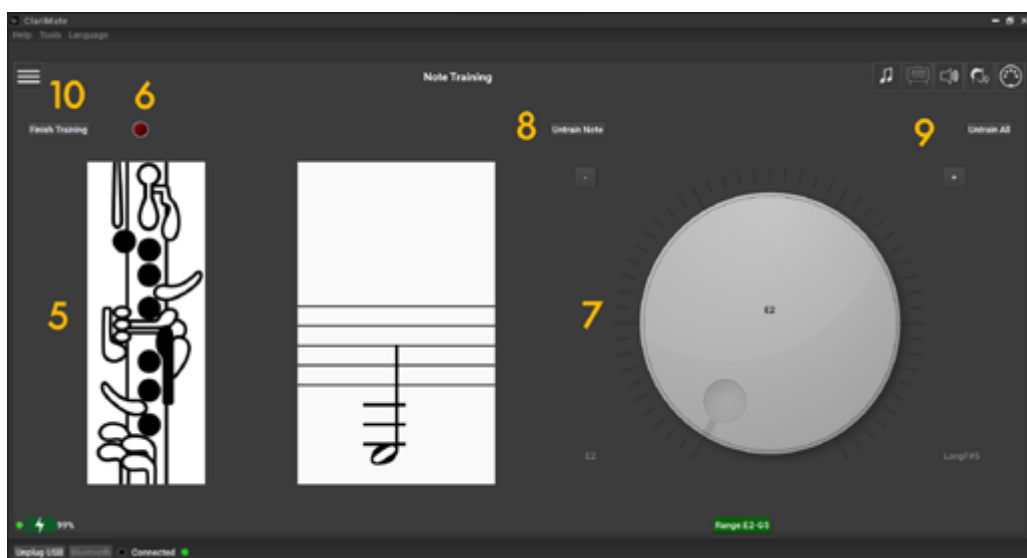 ClariMate
Help Tools Language
Note Training
10
6
Finish Training
8
Untrain Note
9
Untrain All
-
+
5
7
E2
E2
LongF#5
99%
Range:E2-G5
Unplug USB Bluetooth Connected